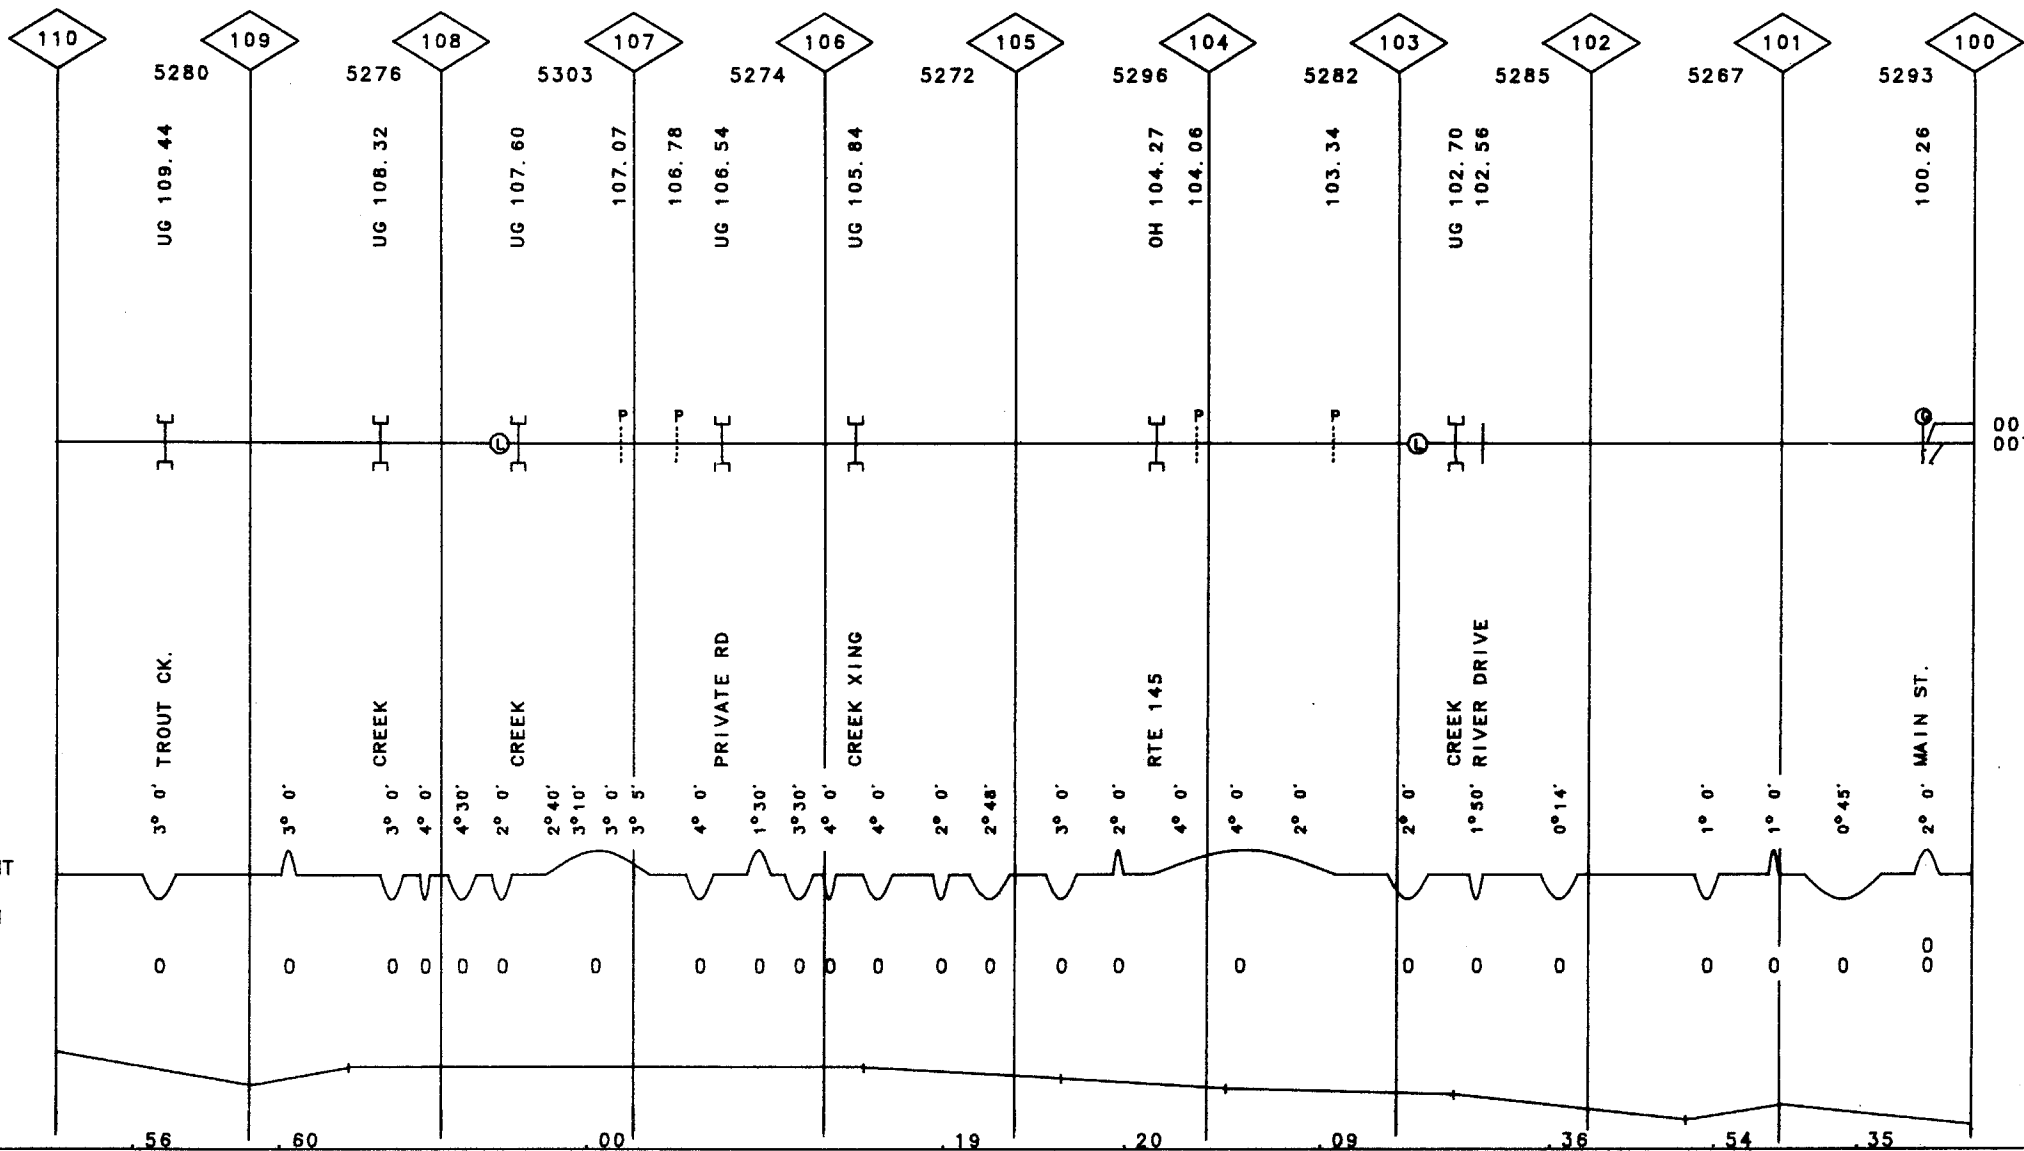 110 109 108 107 106 105 104 103 102 101 100
5280 5276 5303 5274 5272 5296 5282 5285 5267 5293
UG 109.44
UG 108.32
UG 107.60
107.07
106.78
UG 106.54
UG 105.84
OH 104.27
104.06
103.34
UG 102.70
102.56
100.26
P P P P
L L
00
00
TROUT CK.
CREEK
CREEK
PRIVATE RD
CREEK XING
RTE 145
CREEK
RIVER DRIVE
MAIN ST.
3° 0' 3° 0' 3° 0' 4° 0' 4°30' 2° 0' 2°40' 3°10' 3° 0' 3° 5' 4° 0' 1°30' 3°30' 4° 0' 4° 0' 2° 0' 2°48' 3° 0' 2° 0' 4° 0' 4° 0' 2° 0' 2° 0' 1°50' 0°14' 1° 0' 1° 0' 0°45' 2° 0'
0
0 0 0 0 0 0 0 0 0 0 0 0 0 0 0 0 0 0 0 0 0 0 0 0
.56 .60 .00 .19 .20 .09 .36 .54 .35